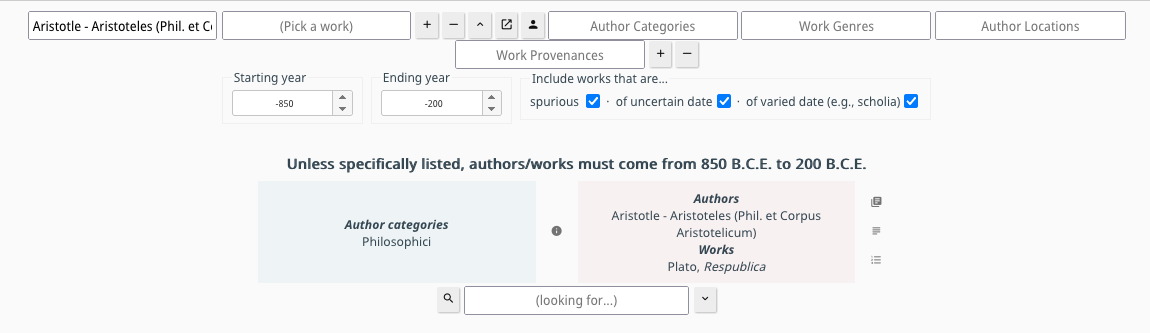 Aristotle - Aristoteles (Phil. et C
(Pick a work)
Author Categories
Work Genres
Author Locations
Work Provenances
Starting year
-850
Ending year
-200
Include works that are...
spurious · of uncertain date · of varied date (e.g., scholia)
Unless specifically listed, authors/works must come from 850 B.C.E. to 200 B.C.E.
Author categories
Philosophici
Authors
Aristotle - Aristoteles (Phil. et Corpus
Aristotelicum)
Works
Plato, Respublica
(looking for...)